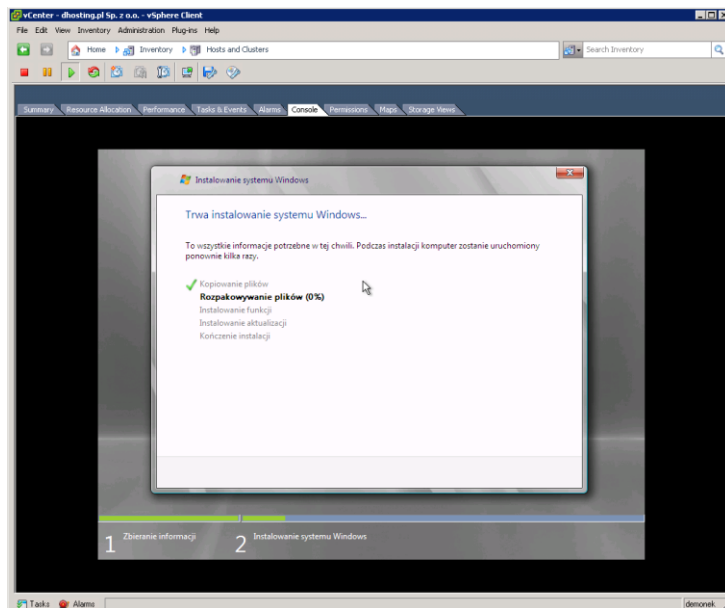 vCenter - dhosting.pl Sp. z o.o. - vSphere Client
File Edit View Inventory Administration Plug-ins Help
Home Inventory Hosts and Clusters
Search Inventory
Summary Resource Allocation Performance Tasks & Events Alarms Console Permissions Maps Storage Views
Instalowanie systemu Windows
Trwa instalowanie systemu Windows...
To wszystkie informacje potrzebne w tej chwili. Podczas instalacji komputer zostanie uruchomiony
ponownie kilka razy.
Kopiowanie plików
Rozpakowywanie plików (0%)
Instalowanie funkcji
Instalowanie aktualizacji
Kończenie instalacji
1 Zbieranie informacji 2 Instalowanie systemu Windows
Tasks Alarms demonek